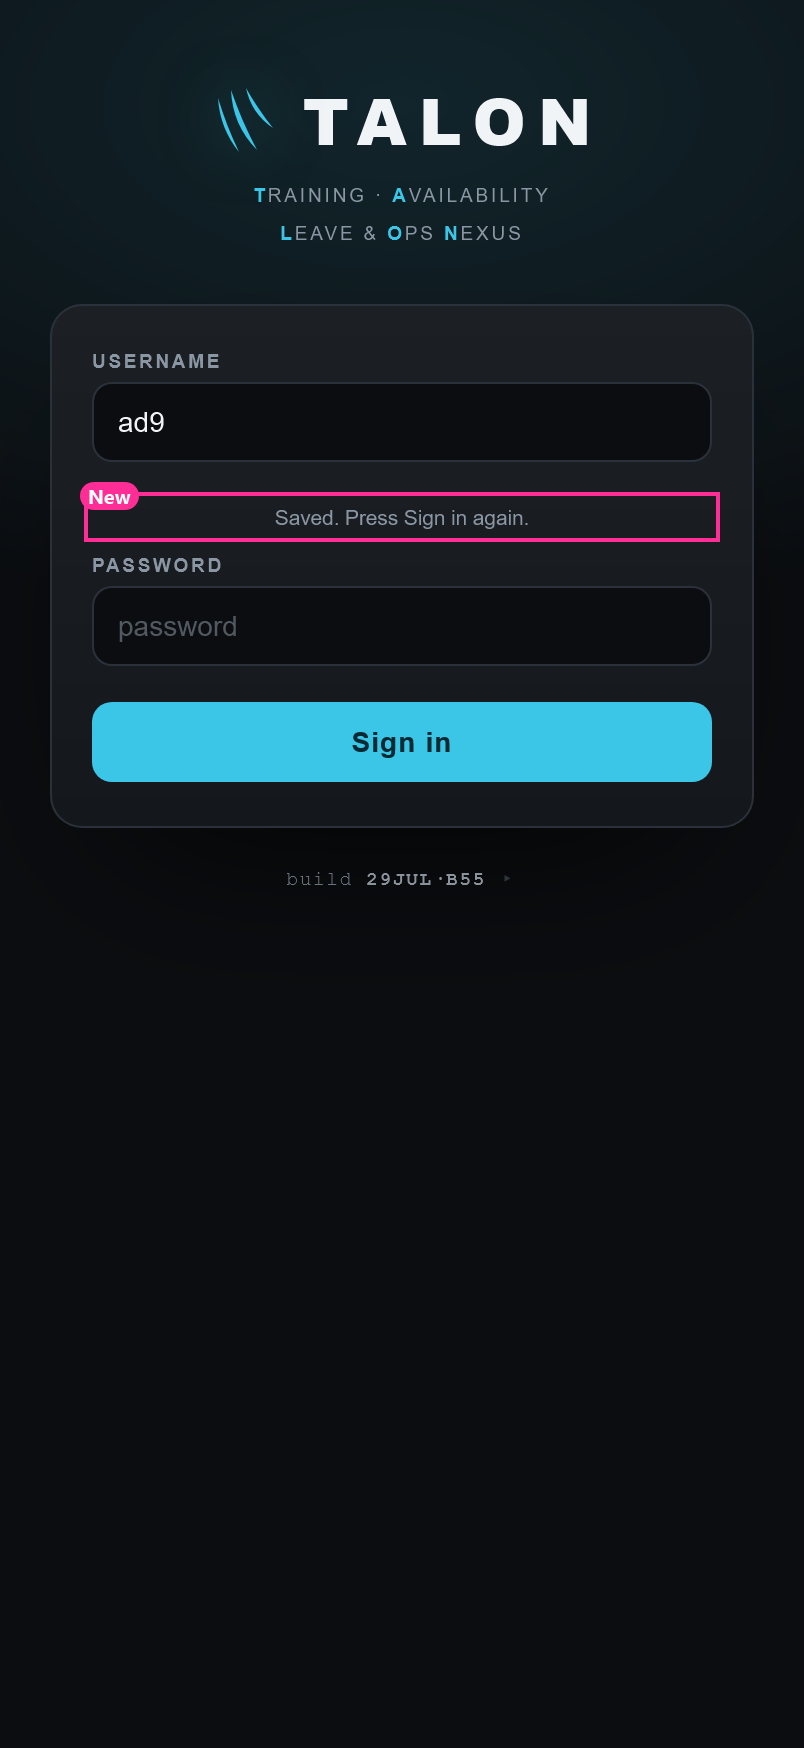 TALON
TRAINING · AVAILABILITY
LEAVE & OPS NEXUS
USERNAME
ad9
New
Saved. Press Sign in again.
PASSWORD
password
Sign in
build 29JUL·B55 ▸